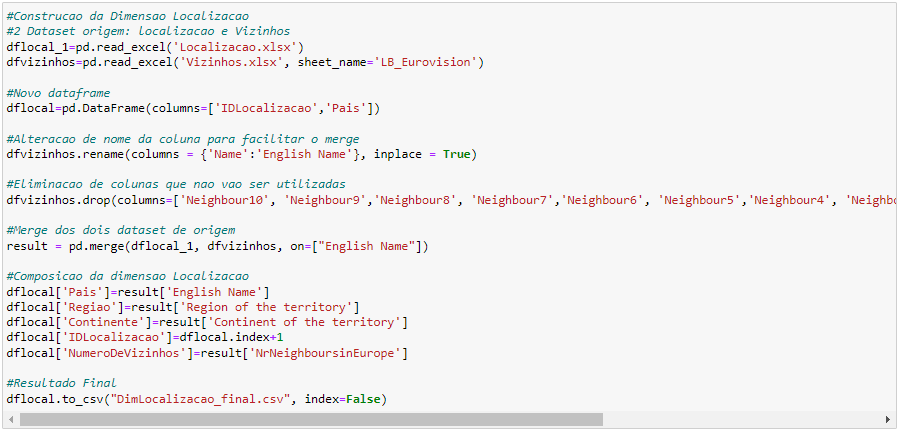 #Construcao da Dimensao Localizacao
#2 Dataset origem: localizacao e Vizinhos
dflocal_1=pd.read_excel('Localizacao.xlsx')
dfvizinhos=pd.read_excel('Vizinhos.xlsx', sheet_name='LB_Eurovision')
#Novo dataframe
dflocal=pd.DataFrame(columns=['IDLocalizacao','Pais'])
#Alteracao de nome da coluna para facilitar o merge
dfvizinhos.rename(columns = {'Name':'English Name'}, inplace = True)
#Eliminacao de colunas que nao vao ser utilizadas
dfvizinhos.drop(columns=['Neighbour10', 'Neighbour9','Neighbour8', 'Neighbour7','Neighbour6', 'Neighbour5','Neighbour4', 'Neighbo
#Merge dos dois dataset de origem
result = pd.merge(dflocal_1, dfvizinhos, on=["English Name"])
#Composicao da dimensao Localizacao
dflocal['Pais']=result['English Name']
dflocal['Regiao']=result['Region of the territory']
dflocal['Continente']=result['Continent of the territory']
dflocal['IDLocalizacao']=dflocal.index+1
dflocal['NumeroDeVizinhos']=result['NrNeighboursinEurope']
#Resultado Final
dflocal.to_csv("DimLocalizacao_final.csv", index=False)